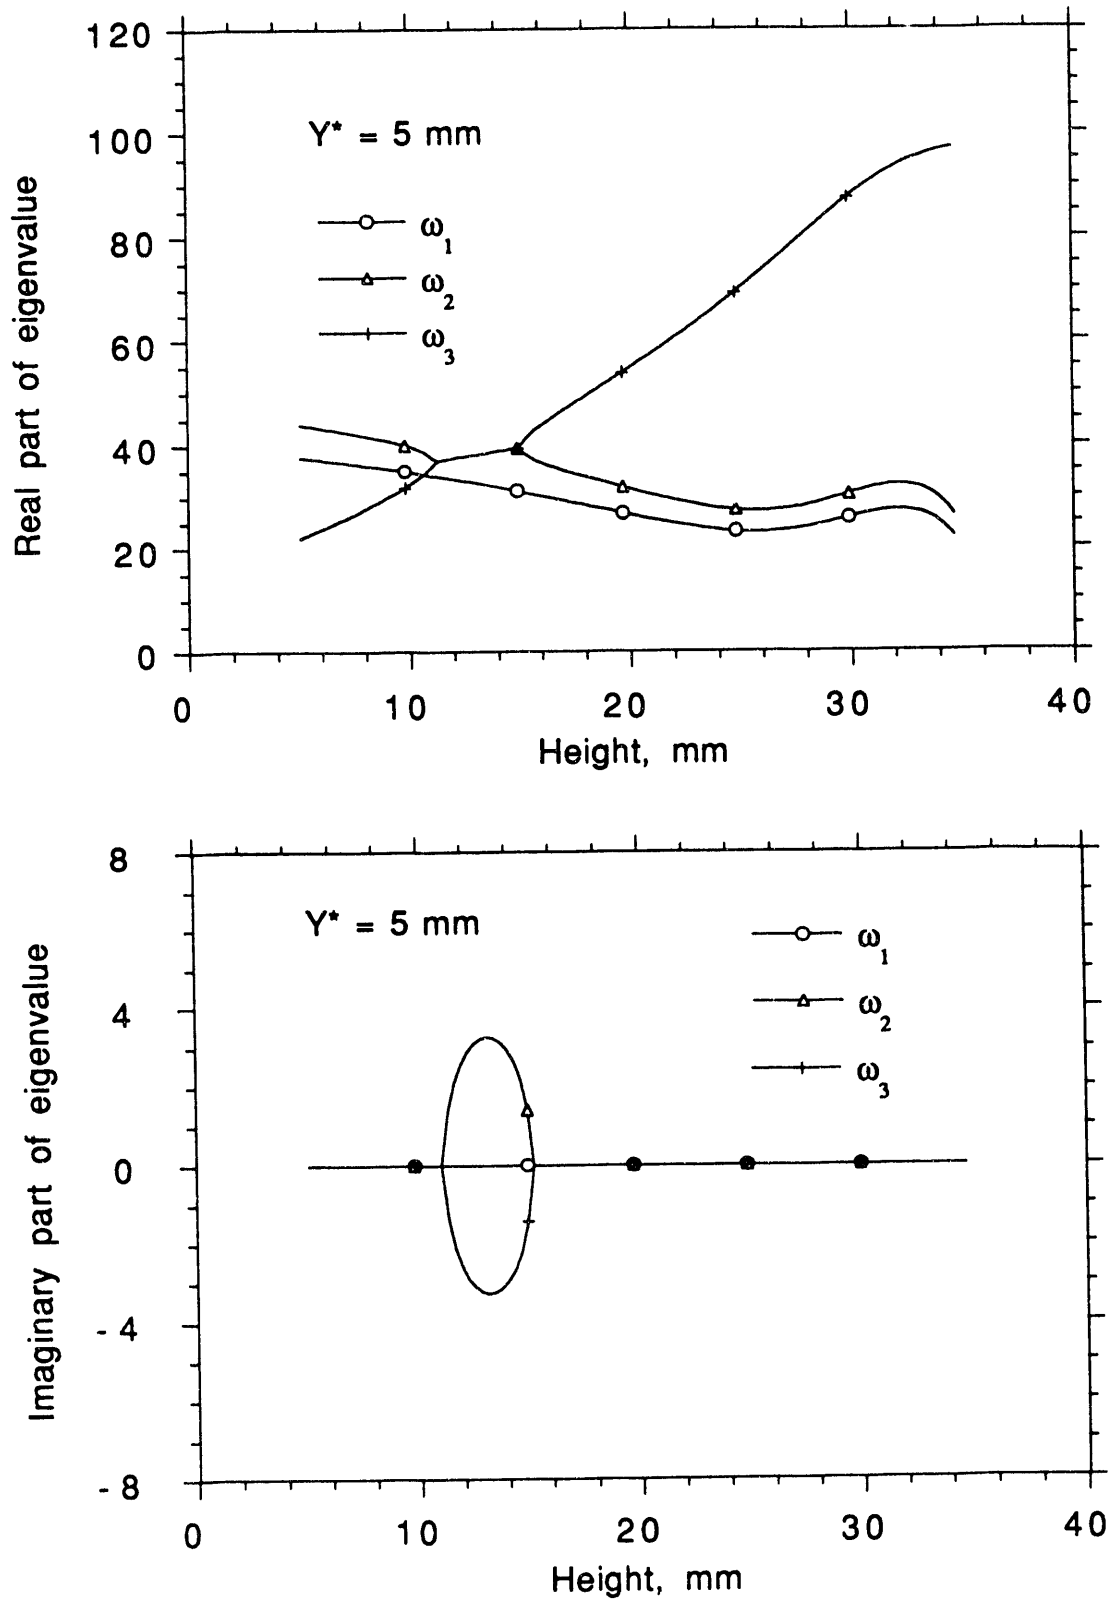 120
100
80
60
40
20
0
Real part of eigenvalue
Y* = 5 mm
ω1
ω2
ω3
0 10 20 30 40
Height, mm
8
4
0
- 4
- 8
Imaginary part of eigenvalue
Y* = 5 mm
ω1
ω2
ω3
0 10 20 30 40
Height, mm